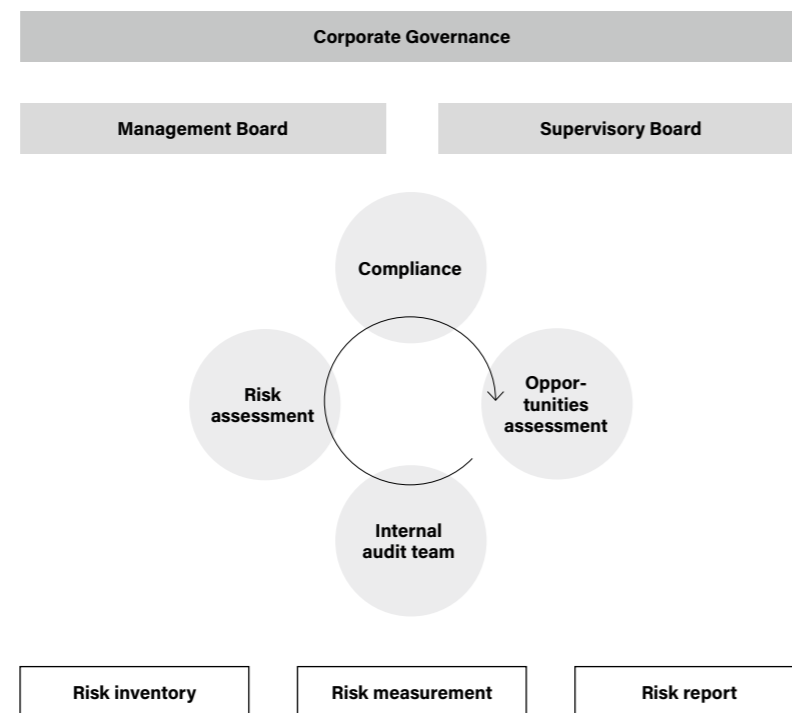 Corporate Governance
Management Board
Supervisory Board
Compliance
Risk
assessment
Oppor-
tunities
assessment
Internal
audit team
Risk inventory
Risk measurement
Risk report